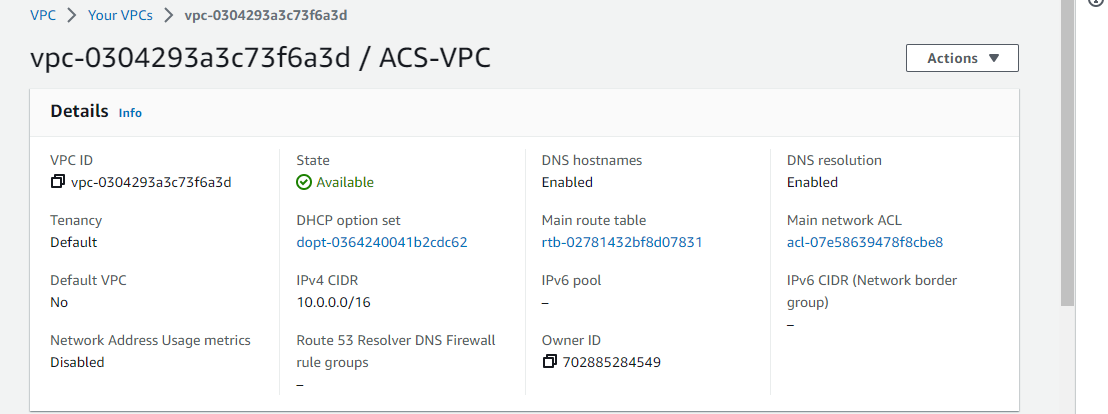 VPC > Your VPCs > vpc-0304293a3c73f6a3d
vpc-0304293a3c73f6a3d / ACS-VPC
Actions
Details Info
VPC ID
vpc-0304293a3c73f6a3d
State
Available
DNS hostnames
Enabled
DNS resolution
Enabled
Tenancy
Default
DHCP option set
dopt-0364240041b2cdc62
Main route table
rtb-02781432bf8d07831
Main network ACL
acl-07e58639478f8cbe8
Default VPC
No
IPv4 CIDR
10.0.0.0/16
IPv6 pool
–
IPv6 CIDR (Network border
group)
–
Network Address Usage metrics
Disabled
Route 53 Resolver DNS Firewall
rule groups
–
Owner ID
702885284549